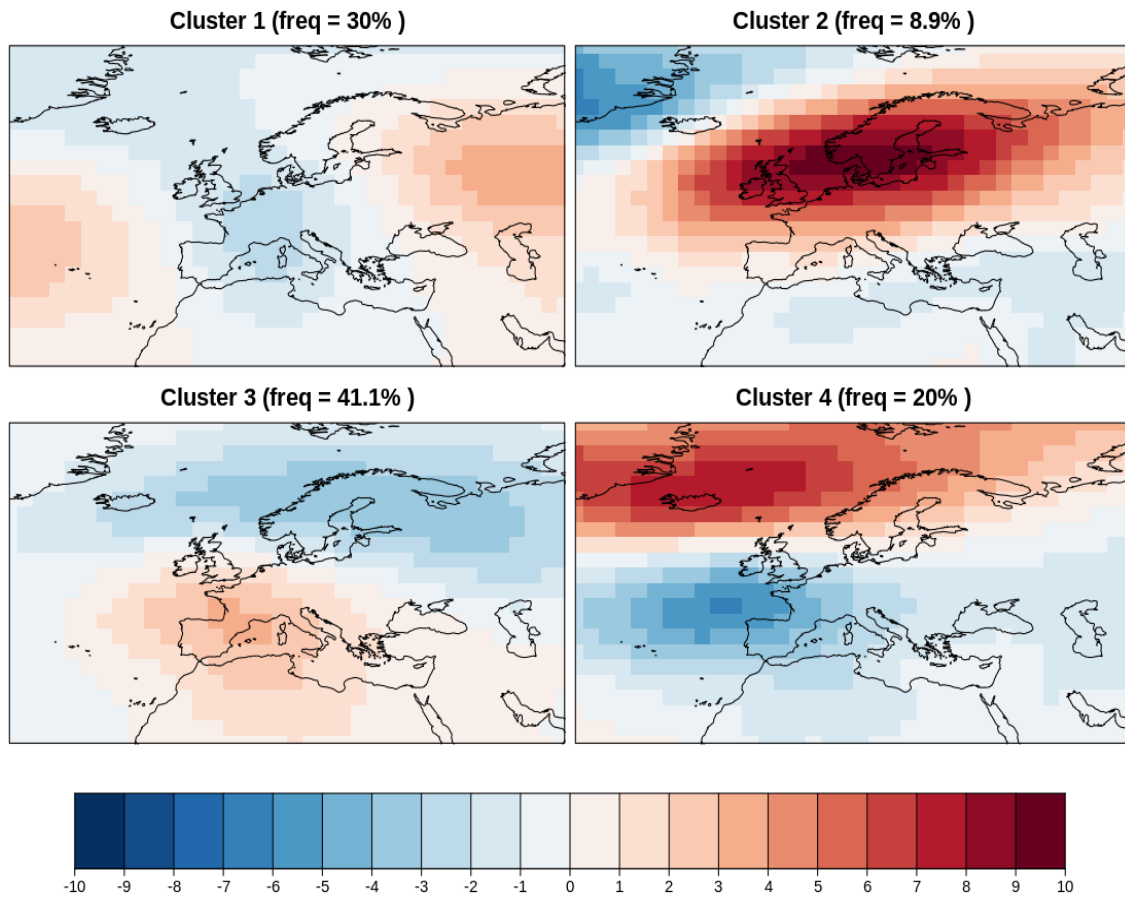 Cluster 1 (freq = 30% )
Cluster 2 (freq = 8.9% )
Cluster 3 (freq = 41.1% )
Cluster 4 (freq = 20% )
-10 -9 -8 -7 -6 -5 -4 -3 -2 -1 0 1 2 3 4 5 6 7 8 9 10